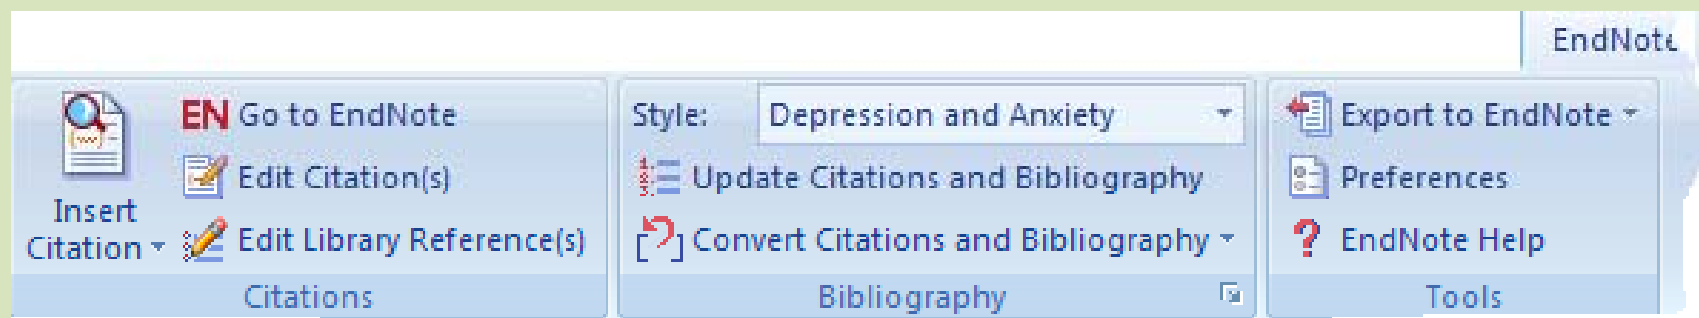 EndNote
Insert
Citation
EN Go to EndNote
Edit Citation(s)
Edit Library Reference(s)
Citations
Style: Depression and Anxiety
Update Citations and Bibliography
Convert Citations and Bibliography
Bibliography
Export to EndNote
Preferences
? EndNote Help
Tools